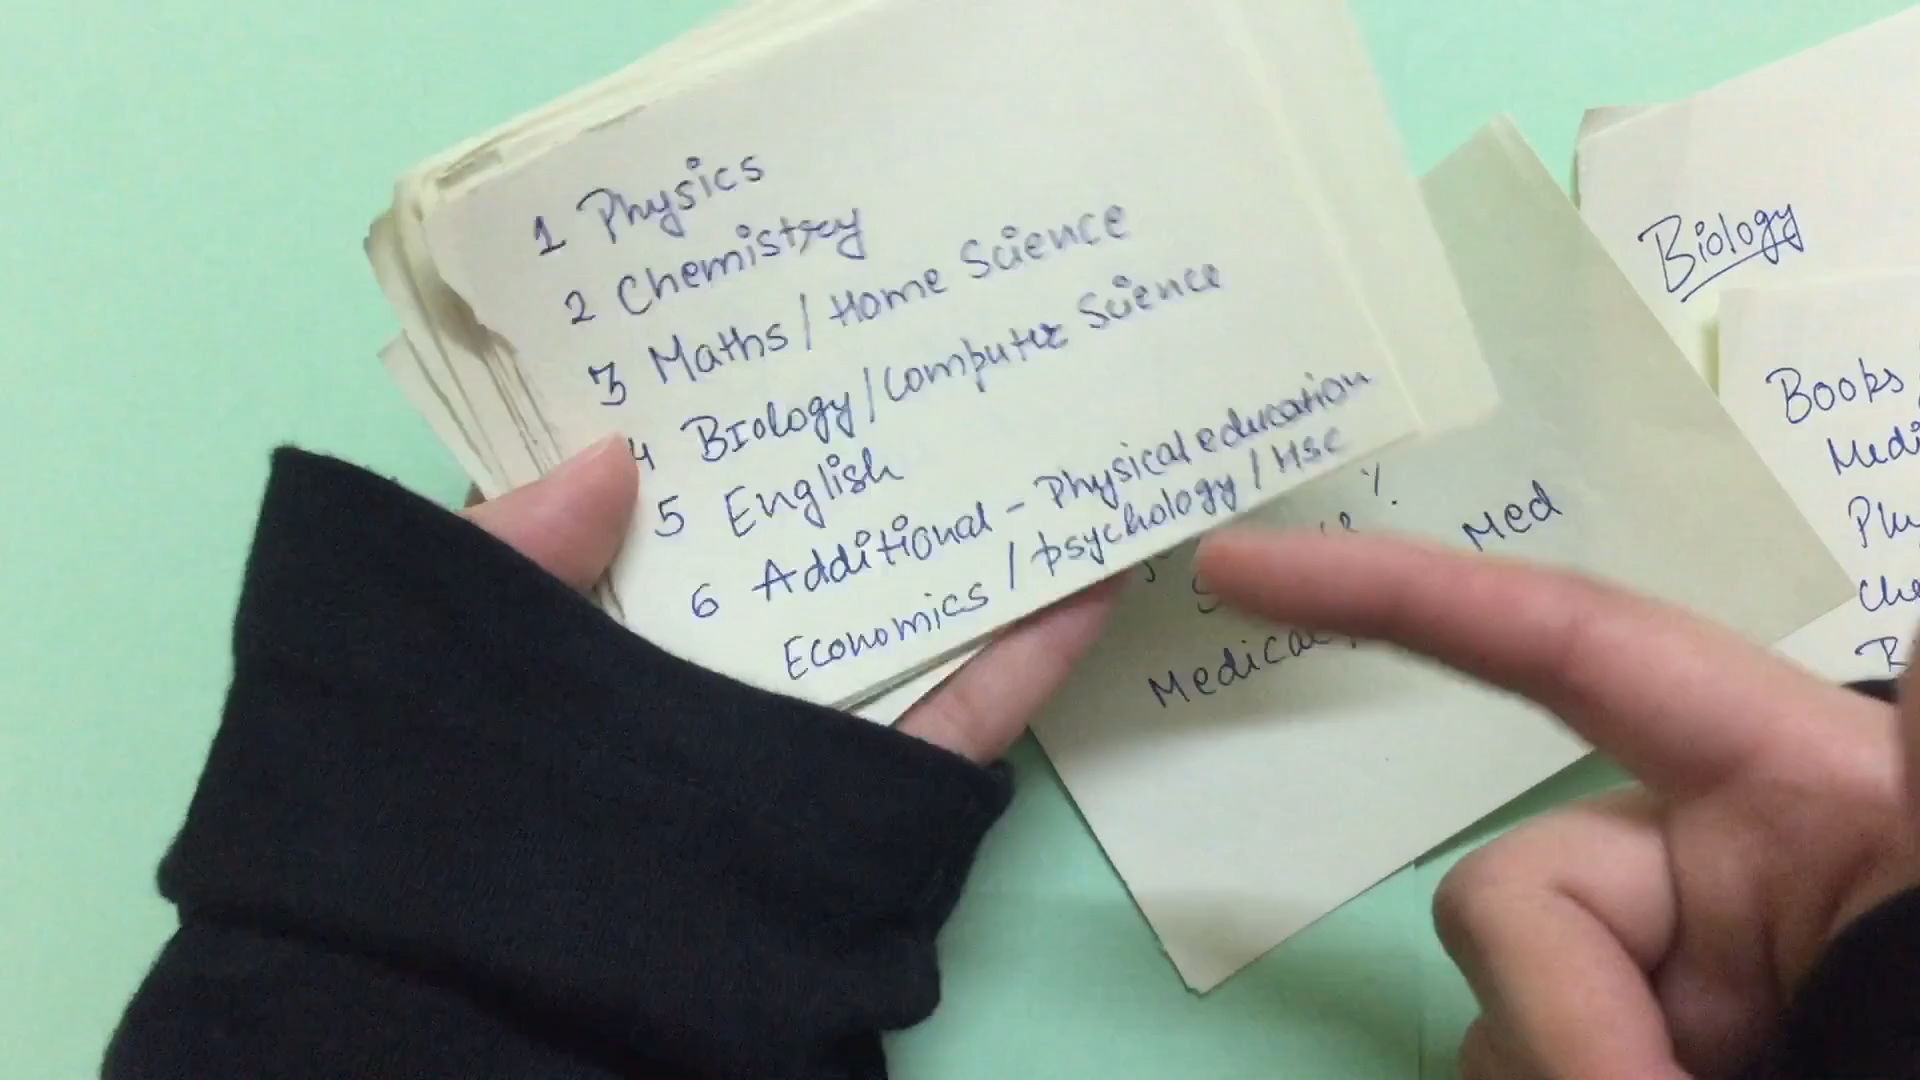 1 Physics
2 Chemistry
3 Maths / Home Science
4 Biology / Computer Science
5 English
6 Additional - Physical education
Economics / psychology / HSC
%.
Med
Medical
Biology
Books